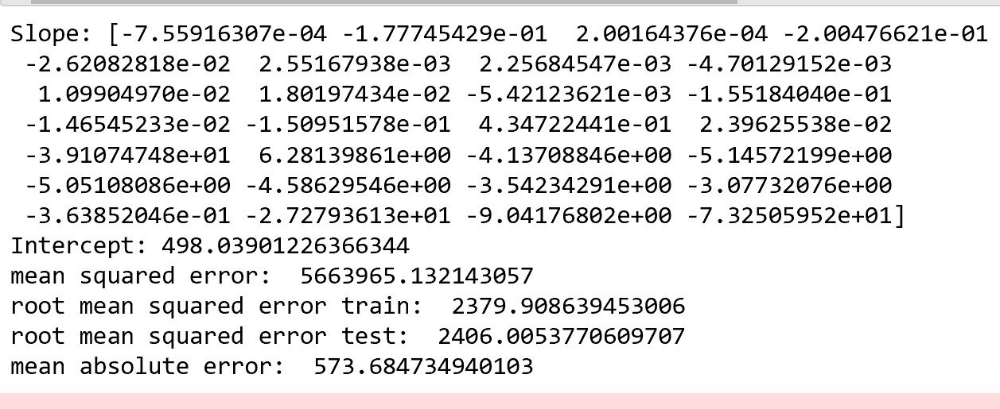 Slope: [-7.55916307e-04 -1.77745429e-01  2.00164376e-04 -2.00476621e-01
 -2.62082818e-02  2.55167938e-03  2.25684547e-03 -4.70129152e-03
  1.09904970e-02  1.80197434e-02 -5.42123621e-03 -1.55184040e-01
 -1.46545233e-02 -1.50951578e-01  4.34722441e-01  2.39625538e-02
 -3.91074748e+01  6.28139861e+00 -4.13708846e+00 -5.14572199e+00
 -5.05108086e+00 -4.58629546e+00 -3.54234291e+00 -3.07732076e+00
 -3.63852046e-01 -2.72793613e+01 -9.04176802e+00 -7.32505952e+01]
Intercept: 498.03901226366344
mean squared error:  5663965.132143057
root mean squared error train:  2379.908639453006
root mean squared error test:  2406.0053770609707
mean absolute error:  573.684734940103